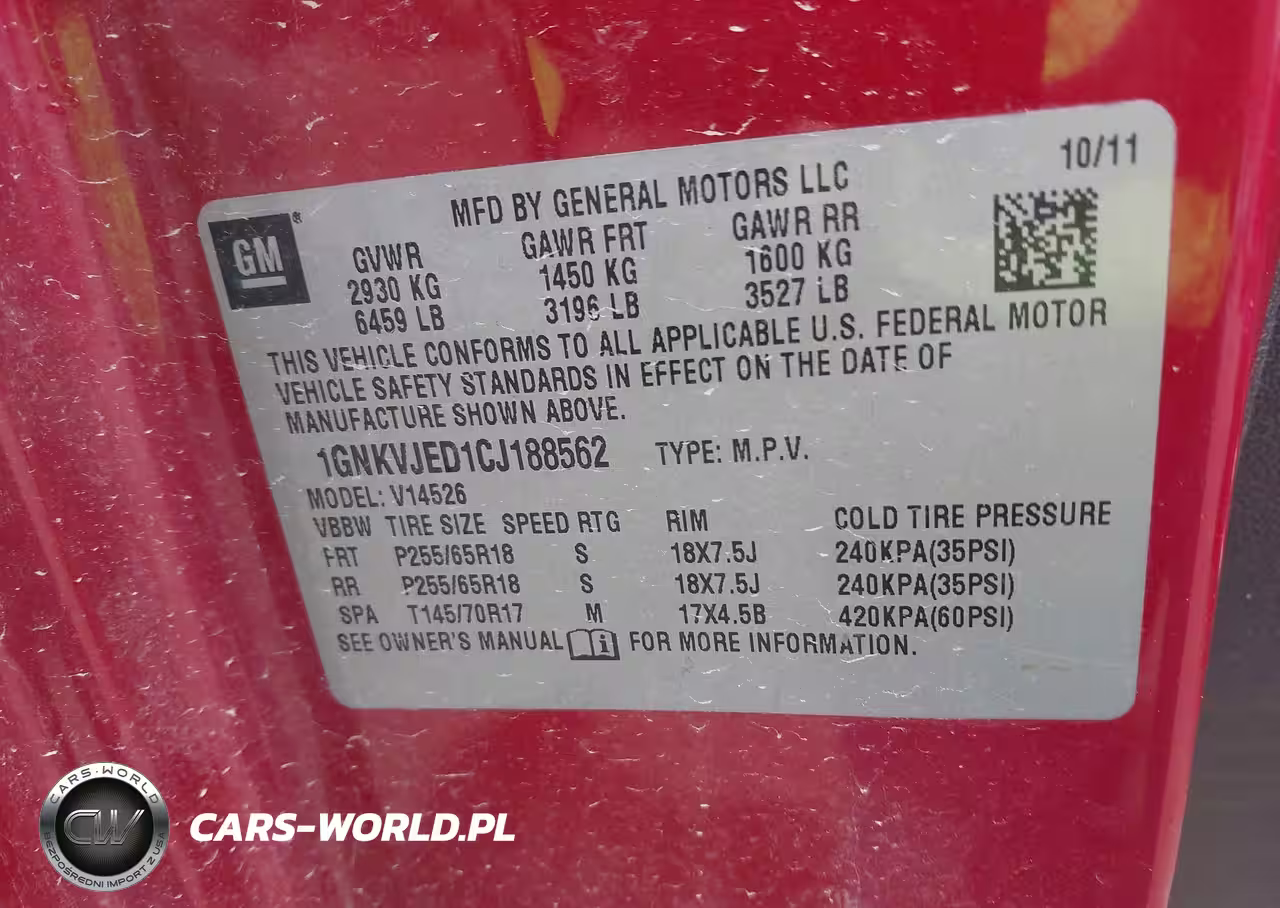 10/11
MFD BY GENERAL MOTORS LLC
GM®
GVWR GAWR FRT GAWR RR
2930 KG 1450 KG 1600 KG
6459 LB 3196 LB 3527 LB
THIS VEHICLE CONFORMS TO ALL APPLICABLE U.S. FEDERAL MOTOR
VEHICLE SAFETY STANDARDS IN EFFECT ON THE DATE OF
MANUFACTURE SHOWN ABOVE.
1GNKVJED1CJ188562 TYPE: M.P.V.
MODEL: V14526
VBBW TIRE SIZE SPEED RTG RIM COLD TIRE PRESSURE
FRT P255/65R18 S 18X7.5J 240KPA(35PSI)
RR P255/65R18 S 18X7.5J 240KPA(35PSI)
SPA T145/70R17 M 17X4.5B 420KPA(60PSI)
SEE OWNER'S MANUAL i FOR MORE INFORMATION.
CARS-WORLD
CW
BEZPOŚREDNI IMPORT Z USA
CARS-WORLD.PL